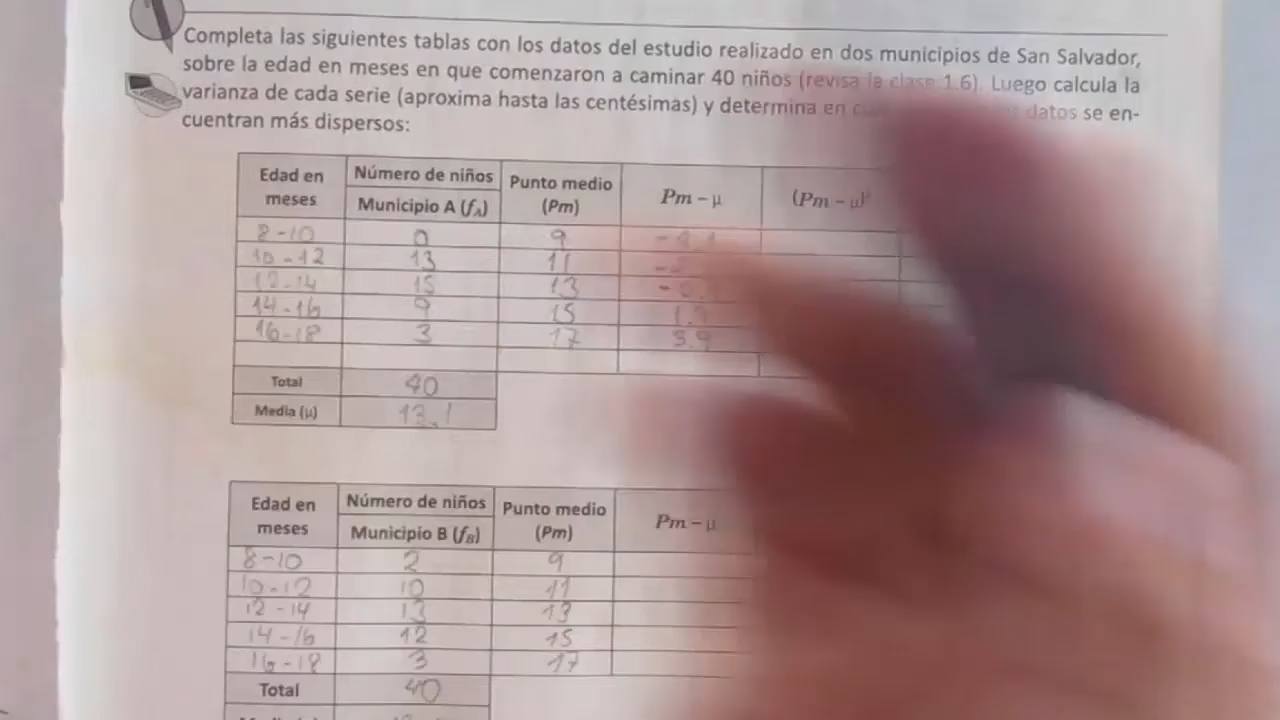 Completa las siguientes tablas con los datos del estudio realizado en dos municipios de San Salvador,
sobre la edad en meses en que comenzaron a caminar 40 niños (revisa la clase 1.6). Luego calcula la
varianza de cada serie (aproxima hasta las centésimas) y determina en datos se en-
cuentran más dispersos:
Edad en meses Número de niños Municipio A (fA) Punto medio (Pm) Pm – μ (Pm – μ)²
8-10 0 9
10-12 13 11
12-14 15 13
14-16 9 15
16-18 3 17 3.9
Total 40
Media (μ) 13.1
Edad en meses Número de niños Municipio B (fB) Punto medio (Pm) Pm – μ
8-10 2 9
10-12 10 11
12-14 13 13
14-16 12 15
16-18 3 17
Total 40